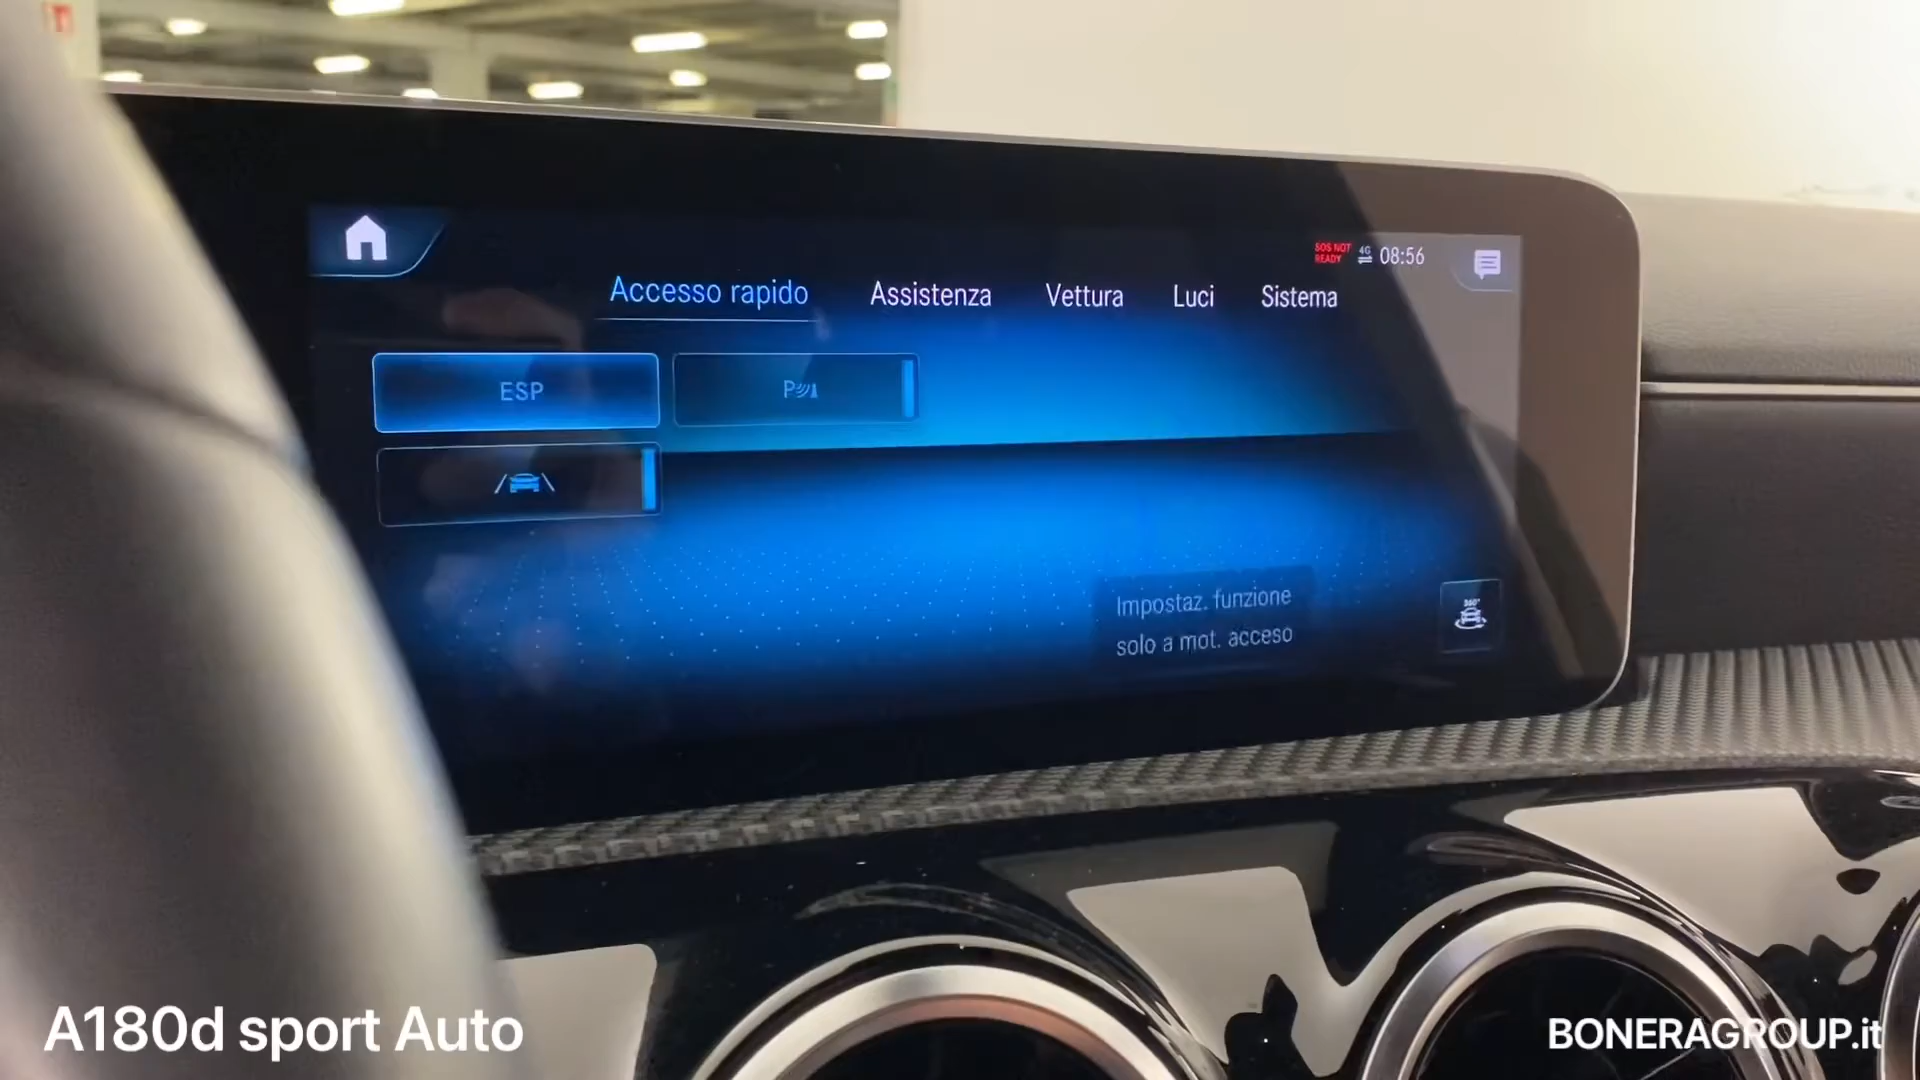 SOS NOT
READY
4G
08:56
Accesso rapido
Assistenza
Vettura
Luci
Sistema
ESP
P
Impostaz. funzione
solo a mot. acceso
360°
A180d sport Auto
BONERAGROUP.it